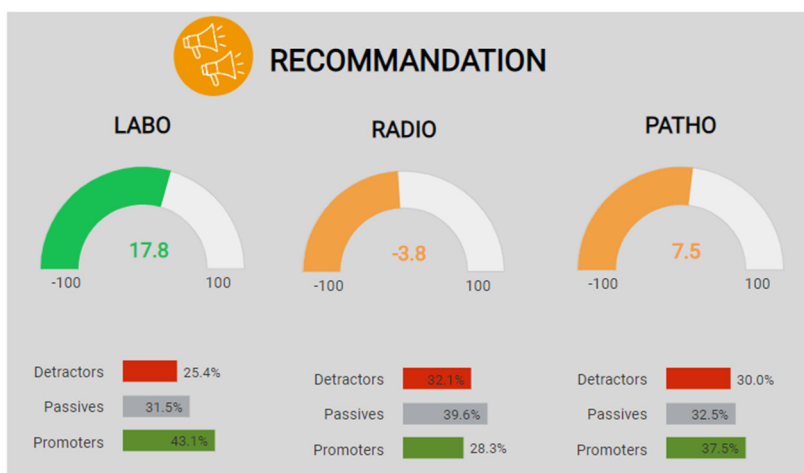 RECOMMANDATION
LABO
17.8
-100 100
Detractors 25.4%
Passives 31.5%
Promoters 43.1%
RADIO
-3.8
-100 100
Detractors 32.1%
Passives 39.6%
Promoters 28.3%
PATHO
7.5
-100 100
Detractors 30.0%
Passives 32.5%
Promoters 37.5%